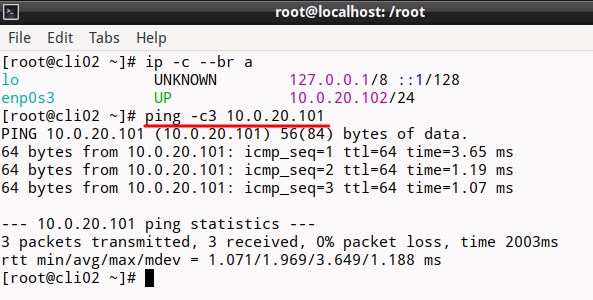 root@localhost: /root
File Edit Tabs Help
[root@cli02 ~]# ip -c --br a
lo UNKNOWN 127.0.0.1/8 ::1/128
enp0s3 UP 10.0.20.102/24
[root@cli02 ~]# ping -c3 10.0.20.101
PING 10.0.20.101 (10.0.20.101) 56(84) bytes of data.
64 bytes from 10.0.20.101: icmp_seq=1 ttl=64 time=3.65 ms
64 bytes from 10.0.20.101: icmp_seq=2 ttl=64 time=1.19 ms
64 bytes from 10.0.20.101: icmp_seq=3 ttl=64 time=1.07 ms
--- 10.0.20.101 ping statistics ---
3 packets transmitted, 3 received, 0% packet loss, time 2003ms
rtt min/avg/max/mdev = 1.071/1.969/3.649/1.188 ms
[root@cli02 ~]#